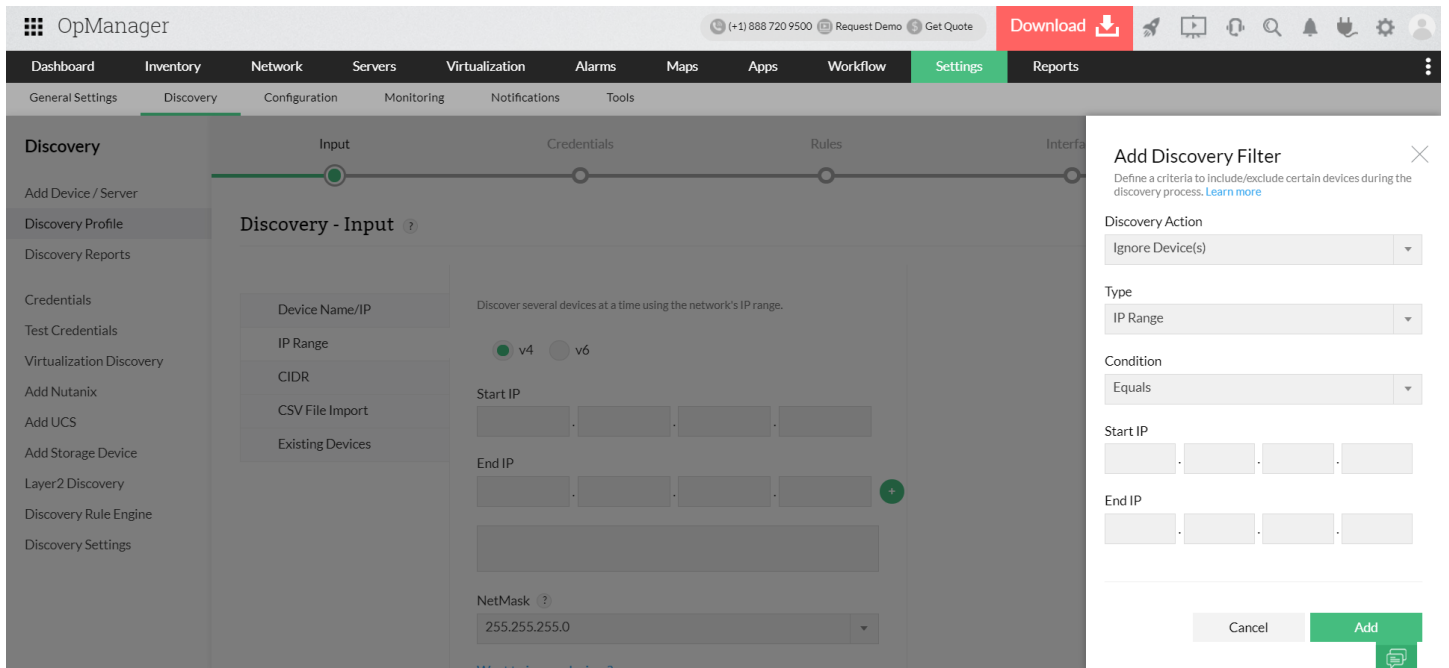 OpManager
(+1) 888 720 9500 Request Demo Get Quote
Download
Dashboard Inventory Network Servers Virtualization Alarms Maps Apps Workflow Settings Reports
General Settings Discovery Configuration Monitoring Notifications Tools
Discovery
Add Device / Server
Discovery Profile
Discovery Reports
Credentials
Test Credentials
Virtualization Discovery
Add Nutanix
Add UCS
Add Storage Device
Layer2 Discovery
Discovery Rule Engine
Discovery Settings
Input Credentials Rules Interfa
Discovery - Input ?
Device Name/IP
IP Range
CIDR
CSV File Import
Existing Devices
Discover several devices at a time using the network's IP range.
v4 v6
Start IP
. . .
End IP
. . . +
NetMask ?
255.255.255.0
Add Discovery Filter
Define a criteria to include/exclude certain devices during the
discovery process. Learn more
Discovery Action
Ignore Device(s)
Type
IP Range
Condition
Equals
Start IP
. . .
End IP
. . .
Cancel Add